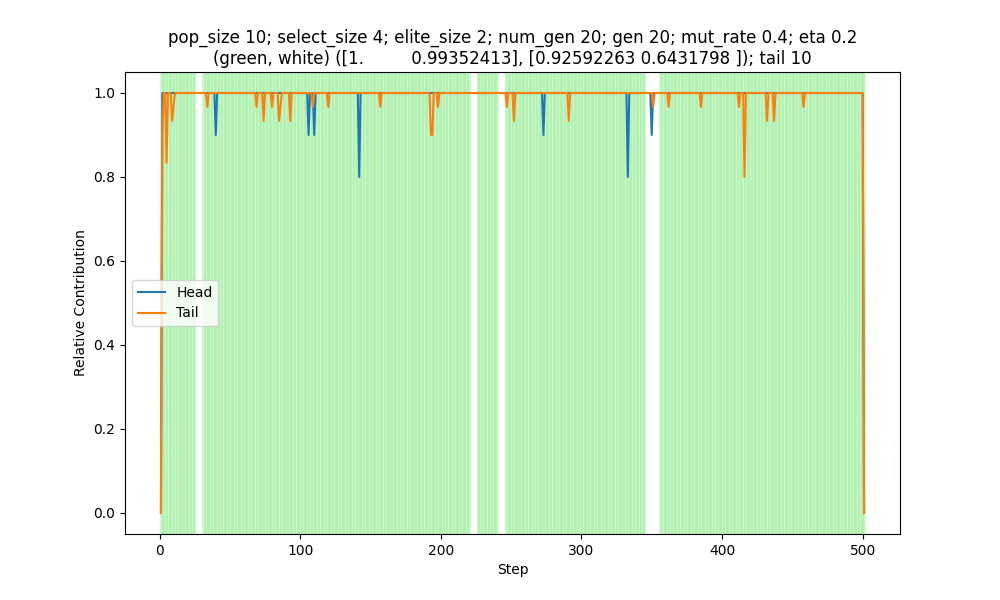 pop_size 10; select_size 4; elite_size 2; num_gen 20; gen 20; mut_rate 0.4; eta 0.2
(green, white) ([1.         0.99352413], [0.92592263 0.6431798 ]); tail 10
1.0
0.8
0.6
0.4
0.2
0.0
Relative Contribution
Head
Tail
0
100
200
300
400
500
Step